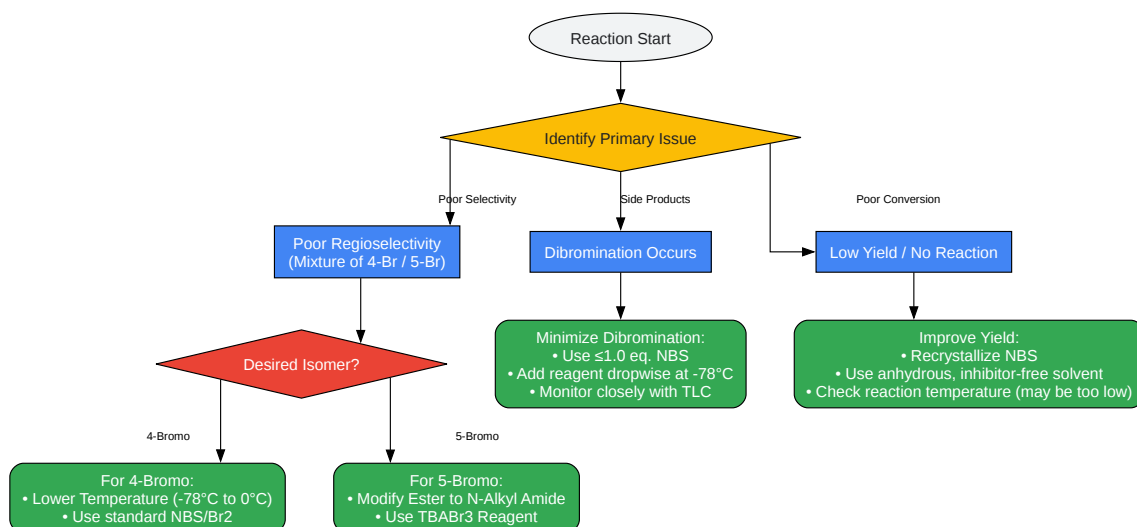 Reaction Start
Identify Primary Issue
Poor Selectivity
Side Products
Poor Conversion
Poor Regioselectivity
(Mixture of 4-Br / 5-Br)
Dibromination Occurs
Low Yield / No Reaction
Minimize Dibromination:
• Use ≤1.0 eq. NBS
• Add reagent dropwise at -78°C
• Monitor closely with TLC
Improve Yield:
• Recrystallize NBS
• Use anhydrous, inhibitor-free solvent
• Check reaction temperature (may be too low)
Desired Isomer?
4-Bromo
5-Bromo
For 4-Bromo:
• Lower Temperature (-78°C to 0°C)
• Use standard NBS/Br2
For 5-Bromo:
• Modify Ester to N-Alkyl Amide
• Use TBABr3 Reagent